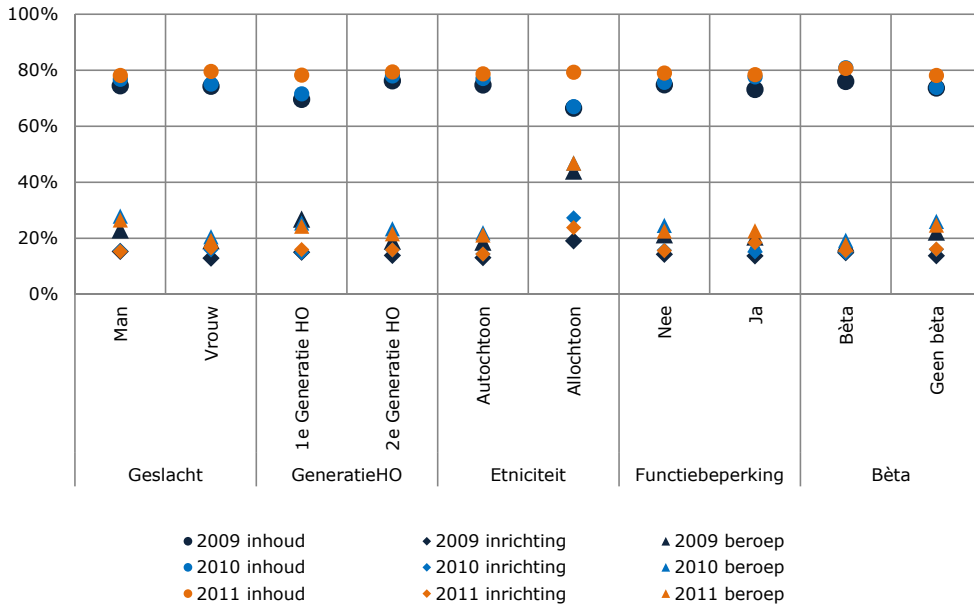 100%
80%
60%
40%
20%
0%
Man
Vrouw
1e Generatie HO
2e Generatie HO
Autochtoon
Allochtoon
Nee
Ja
Bèta
Geen bèta
Geslacht
GeneratieHO
Etniciteit
Functiebeperking
Bèta
2009 inhoud
2009 inrichting
2009 beroep
2010 inhoud
2010 inrichting
2010 beroep
2011 inhoud
2011 inrichting
2011 beroep